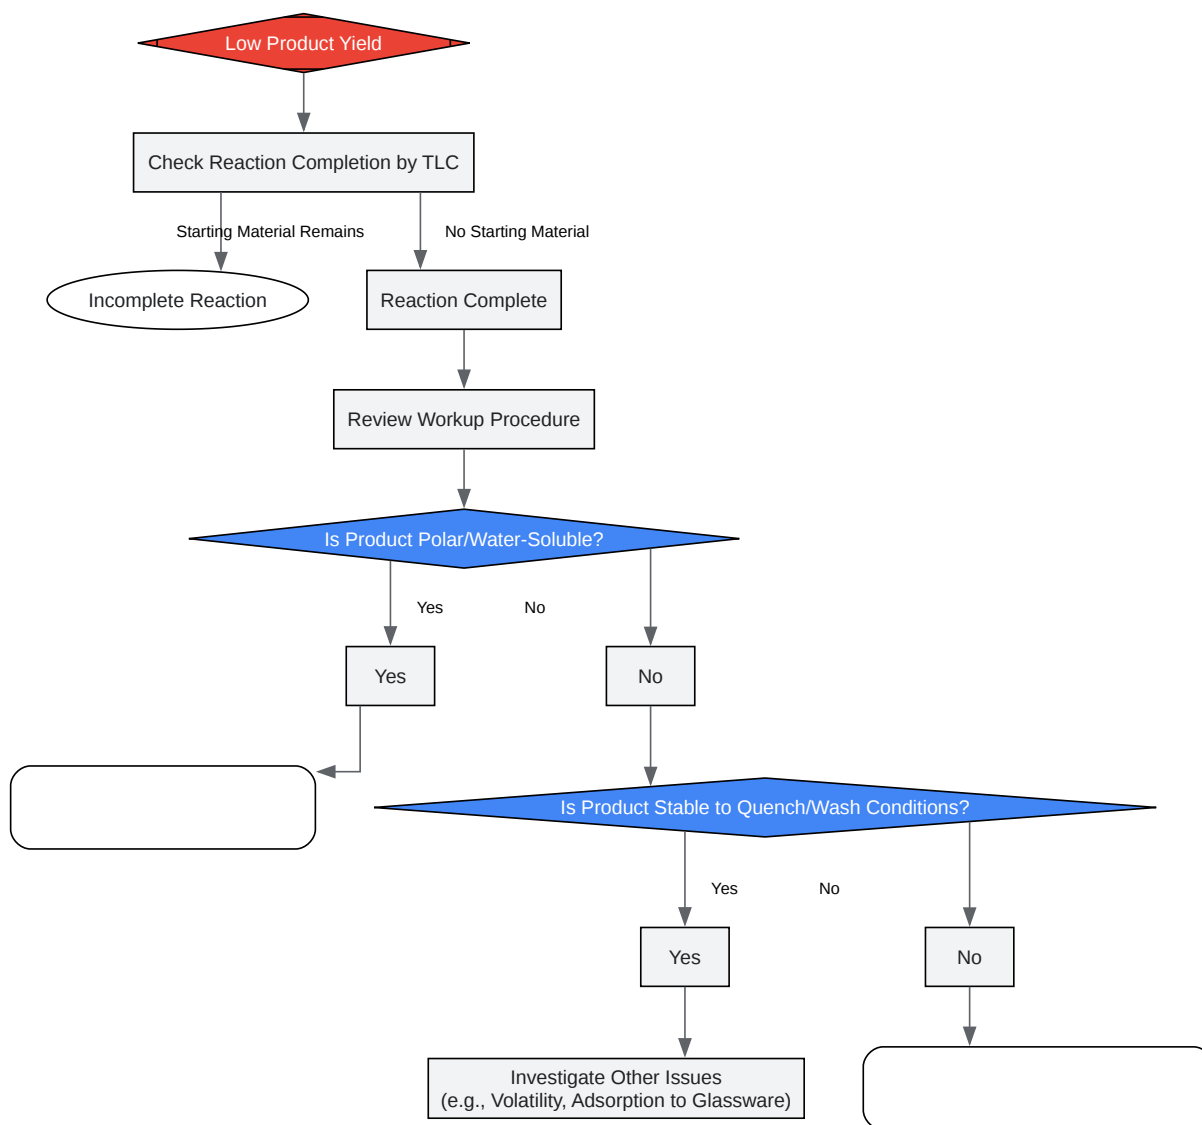 Low Product Yield
Check Reaction Completion by TLC
Starting Material Remains
No Starting Material
Incomplete Reaction
Reaction Complete
Review Workup Procedure
Is Product Polar/Water-Soluble?
Yes
No
Yes
No
Is Product Stable to Quench/Wash Conditions?
Yes
No
Yes
No
Investigate Other Issues
(e.g., Volatility, Adsorption to Glassware)